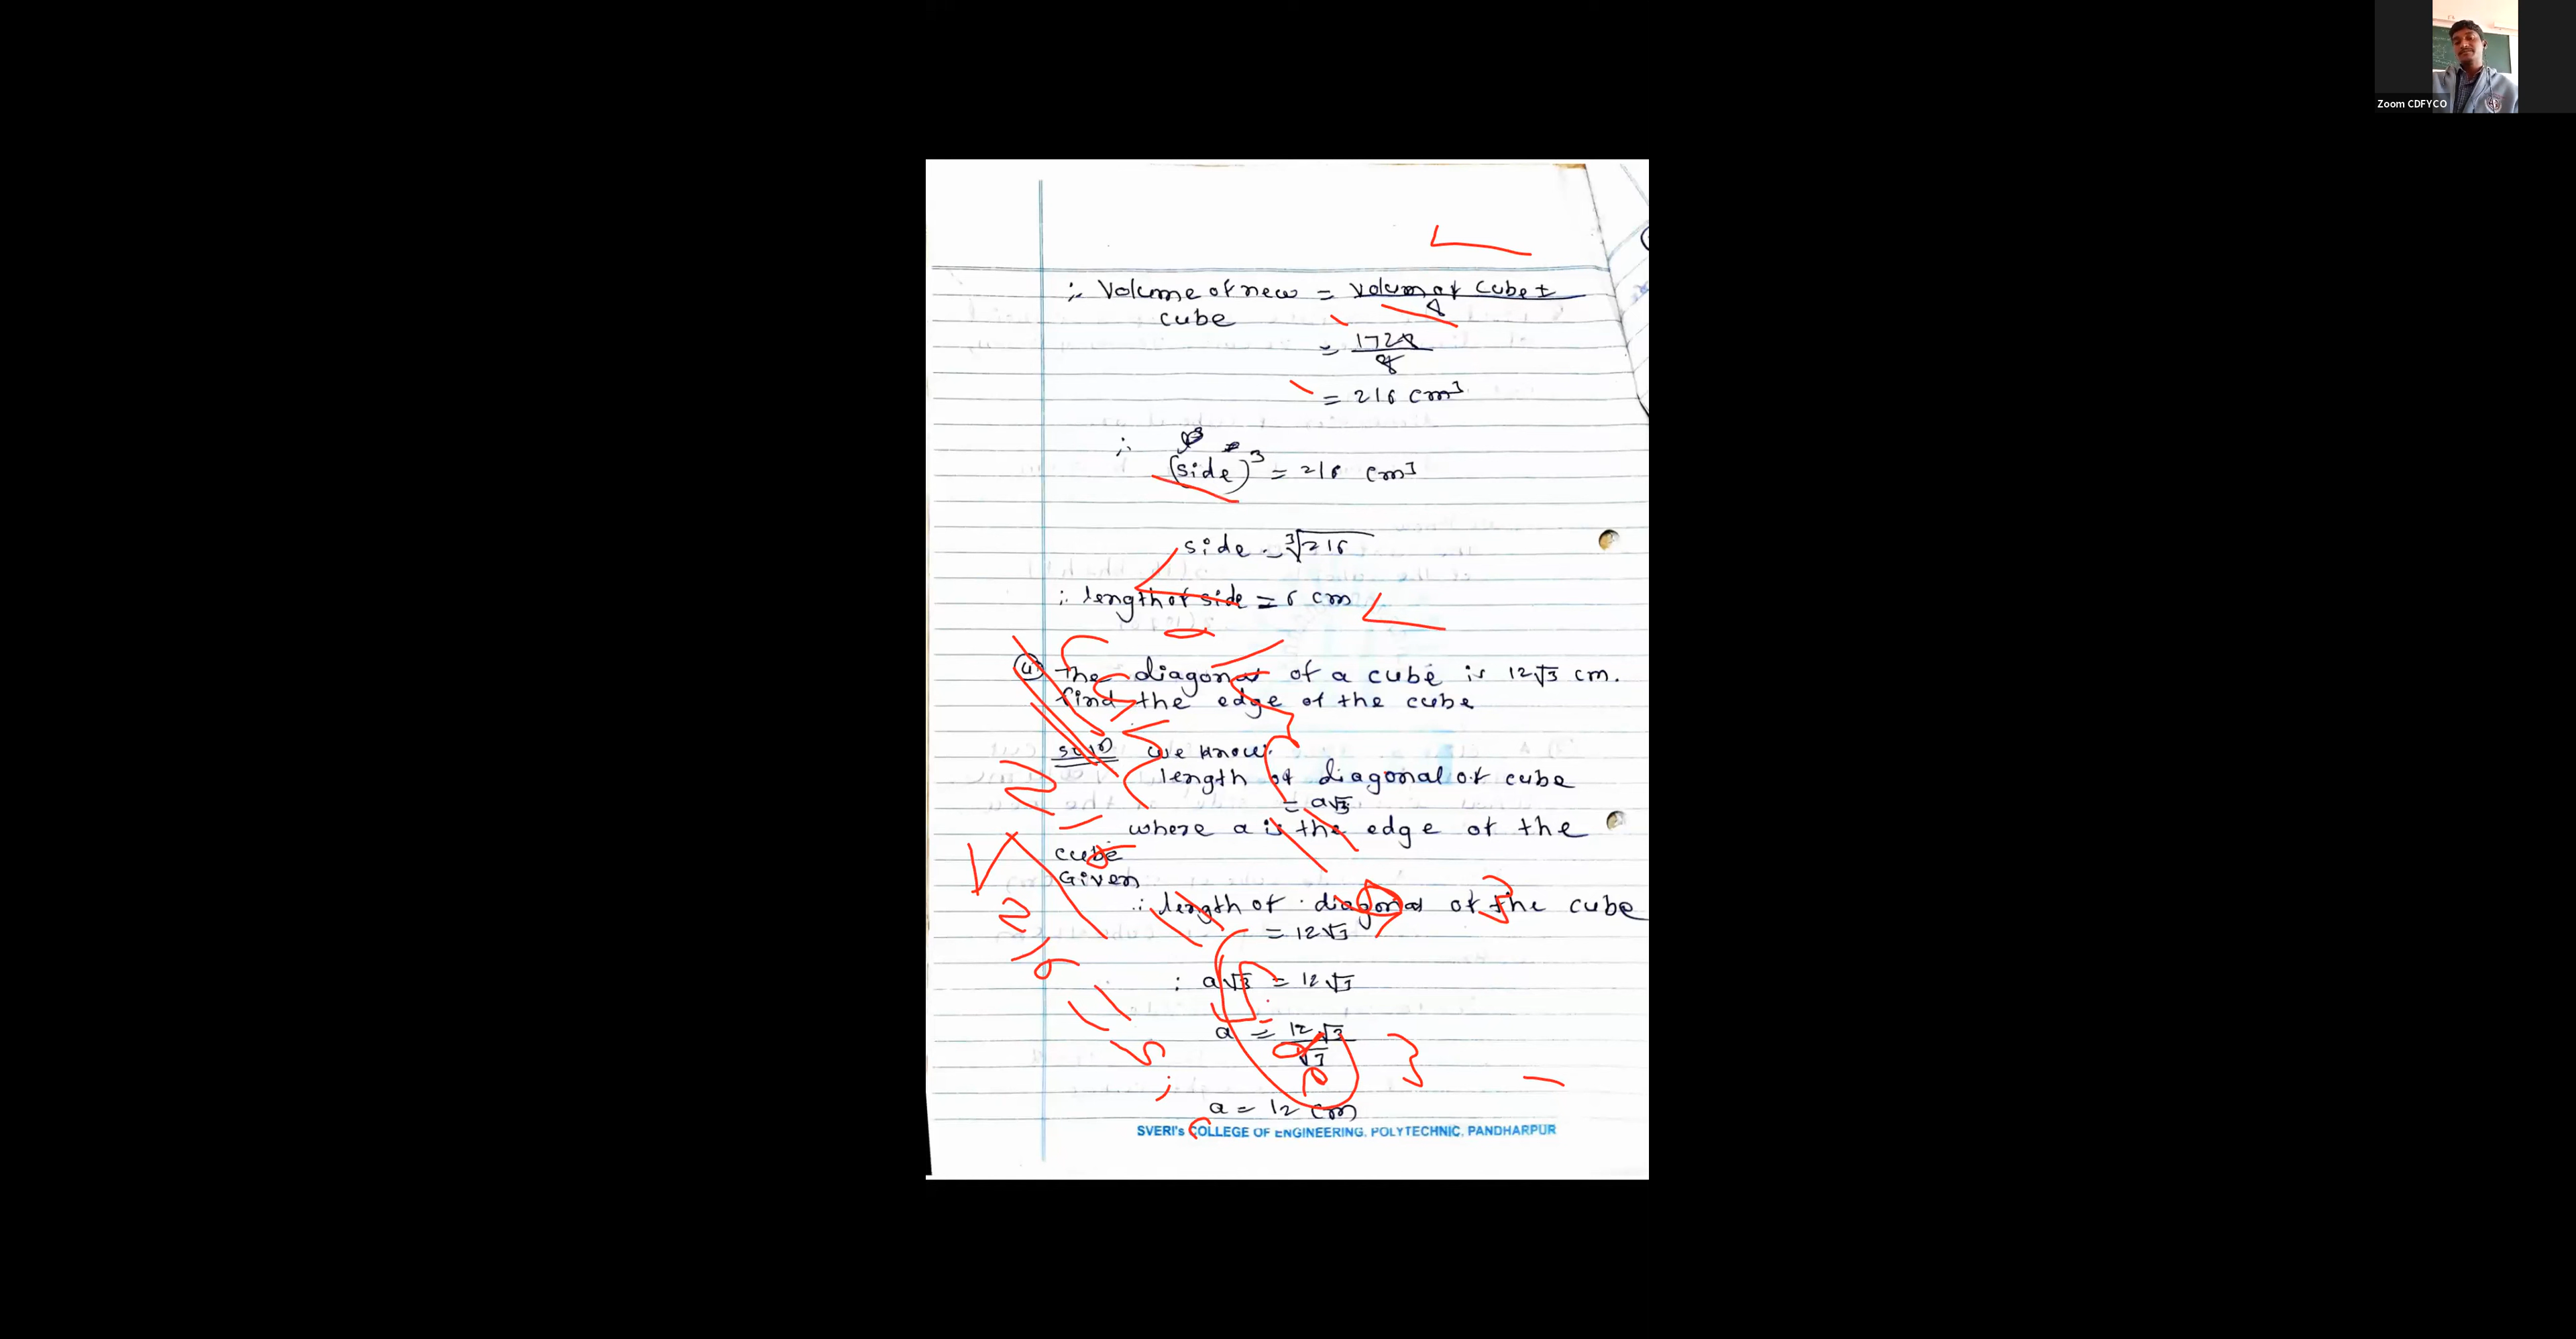 Zoom CDFYCO
∴ Volume of new = volum of cube I
cube 8
= 1728
8
= 216 cm³
∴
(side)³ = 216 cm³
side = ³√216
∴ length of side = 6 cm
④ The diagonal of a cube is 12√3 cm.
find the edge of the cube
soln we know.
length of diagonal of cube
= a√3
where a is the edge of the
cube
Given
∴ length of diagonal of the cube
= 12√3
: a√3 = 12√3
a = 12√3
√3
a = 12 cm
SVERI's COLLEGE OF ENGINEERING, POLYTECHNIC, PANDHARPUR